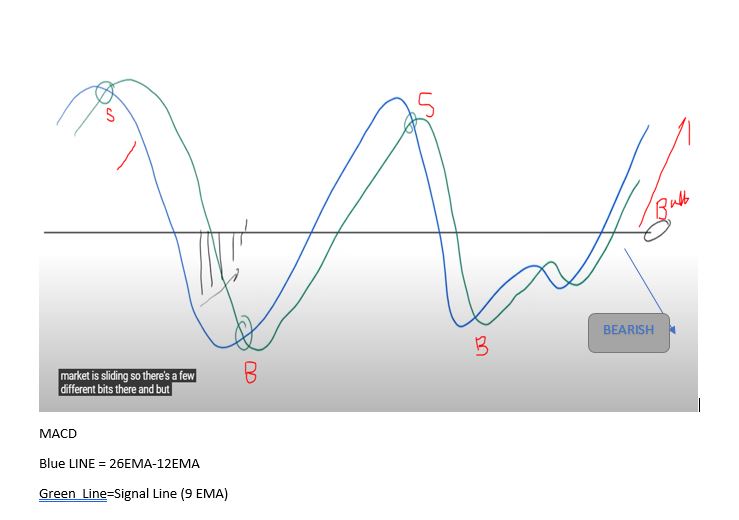 S
5
Bull
BEARISH
B
B
market is sliding so there's a few
different bits there and but
MACD
Blue LINE = 26EMA-12EMA
Green Line=Signal Line (9 EMA)